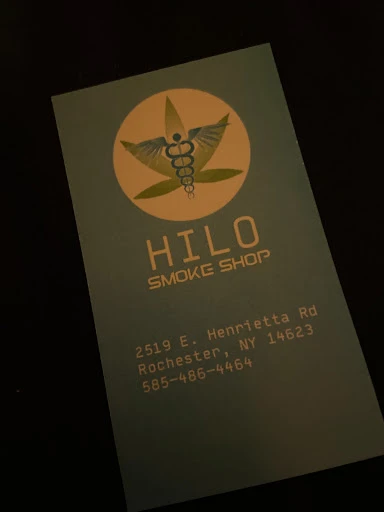 HILO
SMOKE SHOP
2519 E. Henrietta Rd
Rochester, NY 14623
585-486-4464